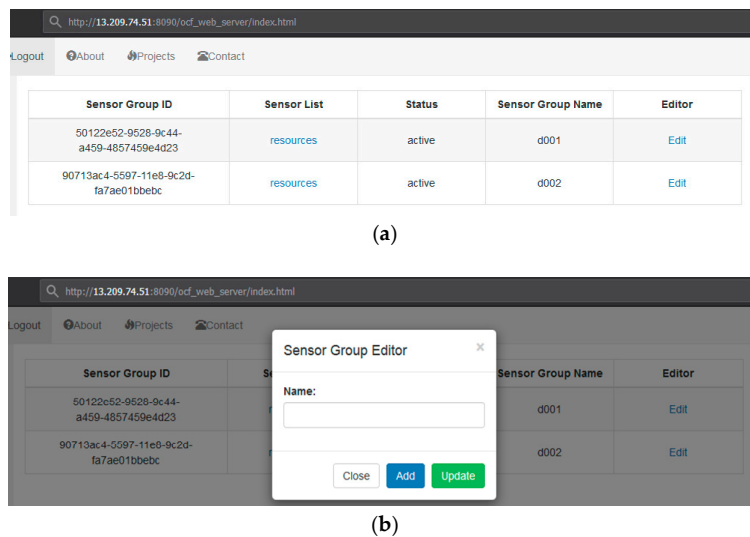 http://13.209.74.51:8090/ocf_web_server/index.html
Logout About Projects Contact
Sensor Group ID Sensor List Status Sensor Group Name Editor
50122e52-9528-9c44-
a459-4857459e4d23 resources active d001 Edit
90713ac4-5597-11e8-9c2d-
fa7ae01bbebc resources active d002 Edit
(a)
http://13.209.74.51:8090/ocf_web_server/index.html
Logout About Projects Contact
Sensor Group Editor ×
Sensor Group ID Se Sensor Group Name Editor
Name:
50122e52-9528-9c44-
a459-4857459e4d23 r d001 Edit
90713ac4-5597-11e8-9c2d-
fa7ae01bbebc r d002 Edit
Close Add Update
(b)